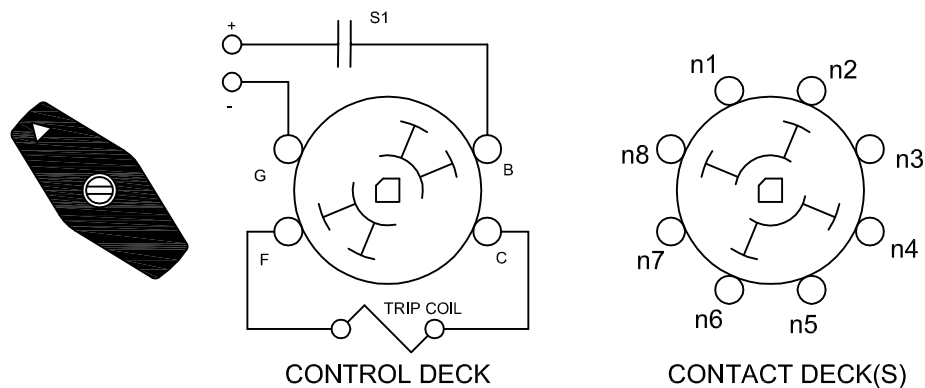 S1
+
-
n1
n2
n8
n3
G
B
F
C
n7
n4
TRIP COIL
n6
n5
CONTROL DECK
CONTACT DECK(S)